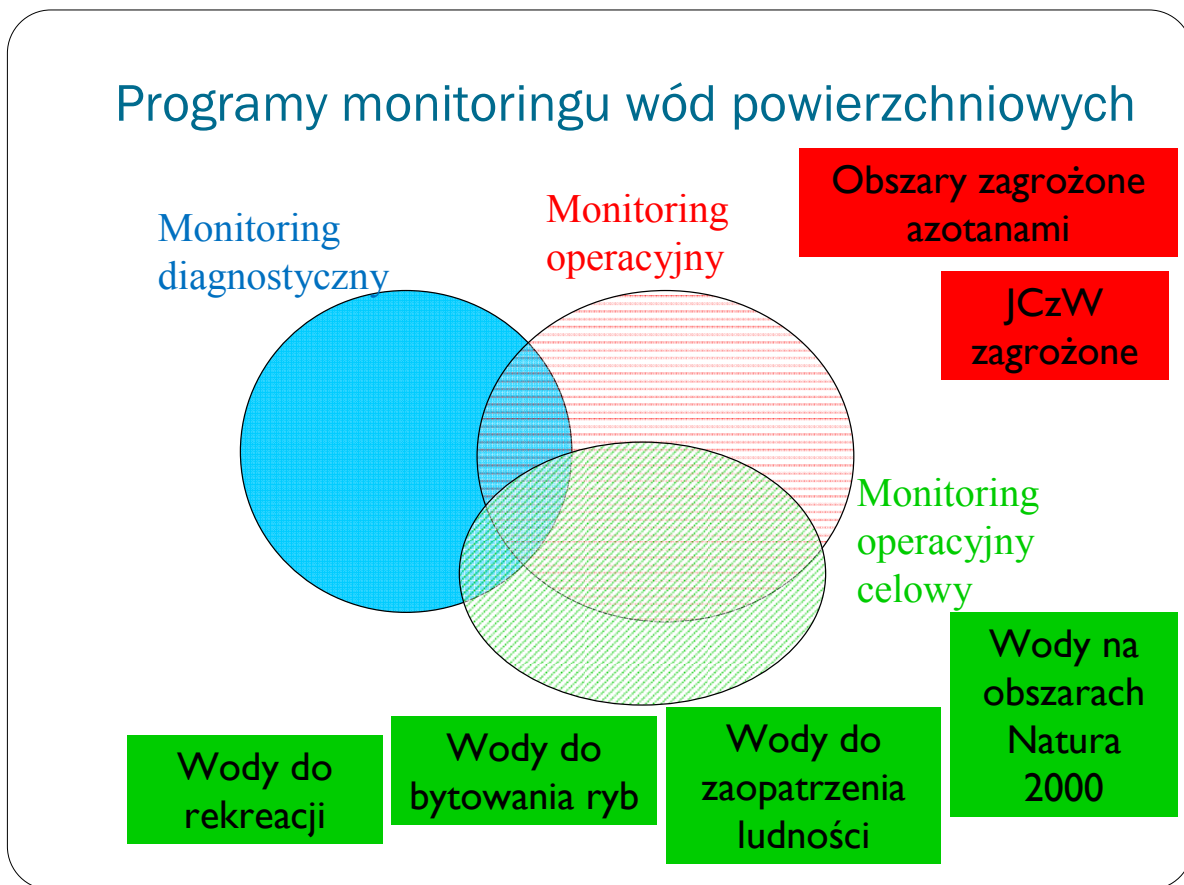 Programy monitoringu wód powierzchniowych
Obszary zagrożone
azotanami
Monitoring
diagnostyczny
Monitoring
operacyjny
JCzW
zagrożone
Monitoring
operacyjny
celowy
Wody na
obszarach
Natura
2000
Wody do
rekreacji
Wody do
bytowania ryb
Wody do
zaopatrzenia
ludności